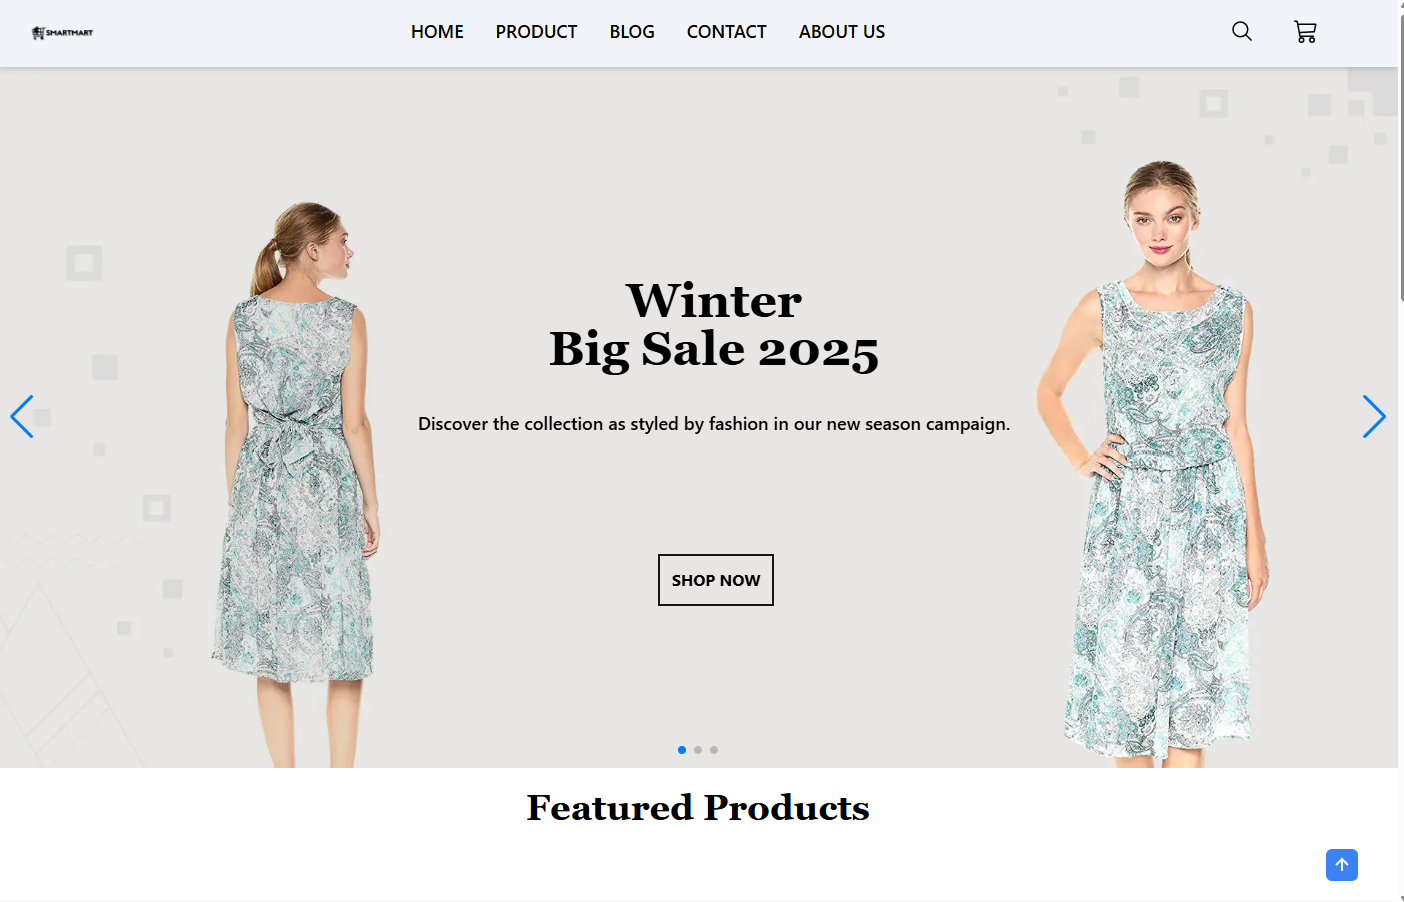 SMARTMART
HOME PRODUCT BLOG CONTACT ABOUT US
Winter
Big Sale 2025
Discover the collection as styled by fashion in our new season campaign.
SHOP NOW
Featured Products